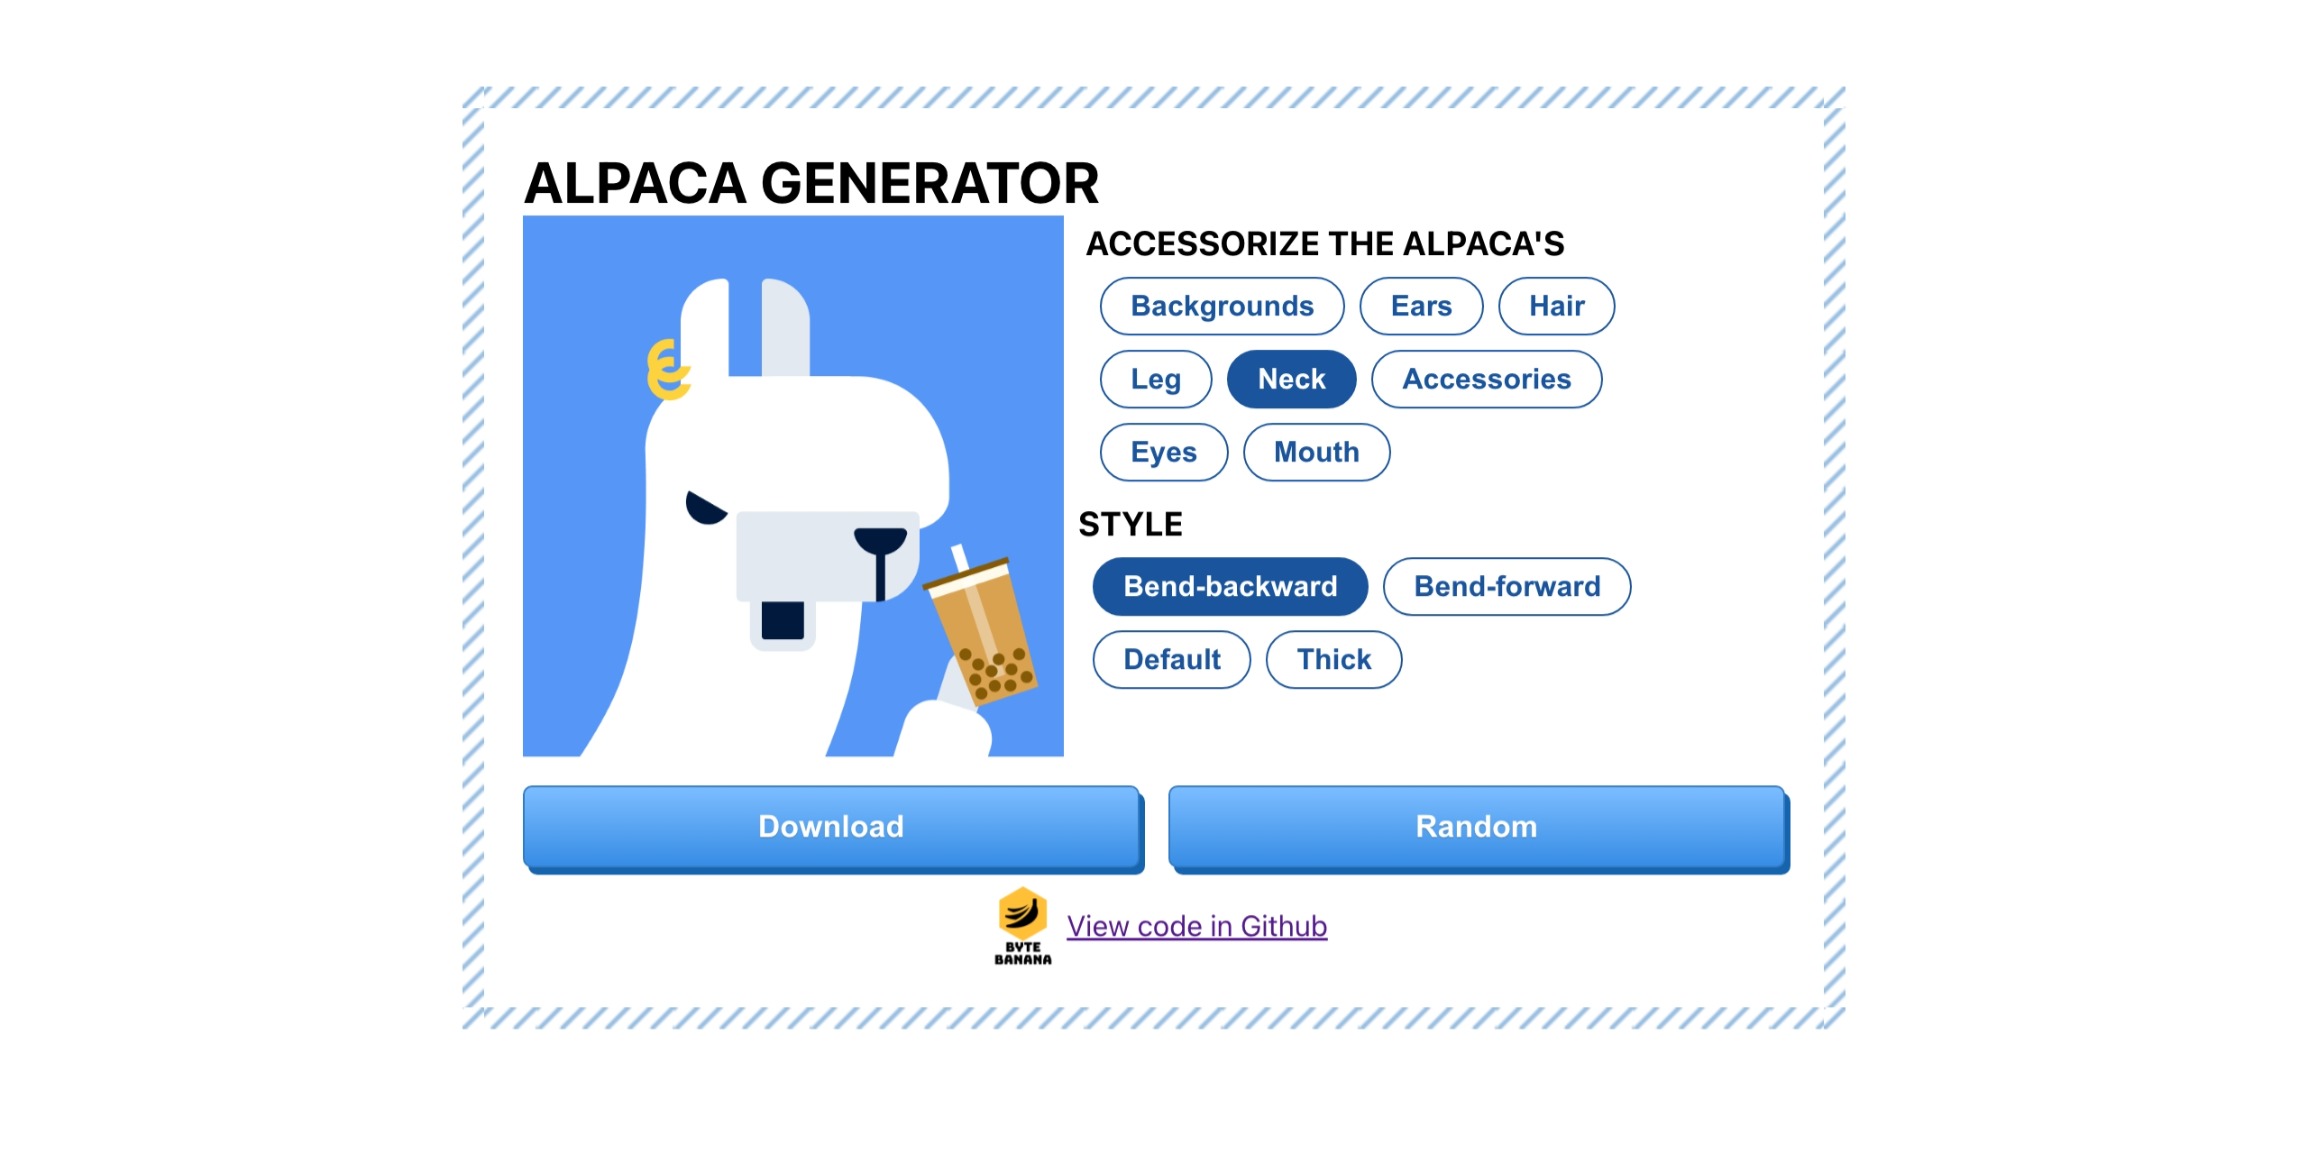 ALPACA GENERATOR
ACCESSORIZE THE ALPACA'S
Backgrounds Ears Hair
Leg Neck Accessories
Eyes Mouth
STYLE
Bend-backward Bend-forward
Default Thick
Download Random
BYTE
BANANA
View code in Github